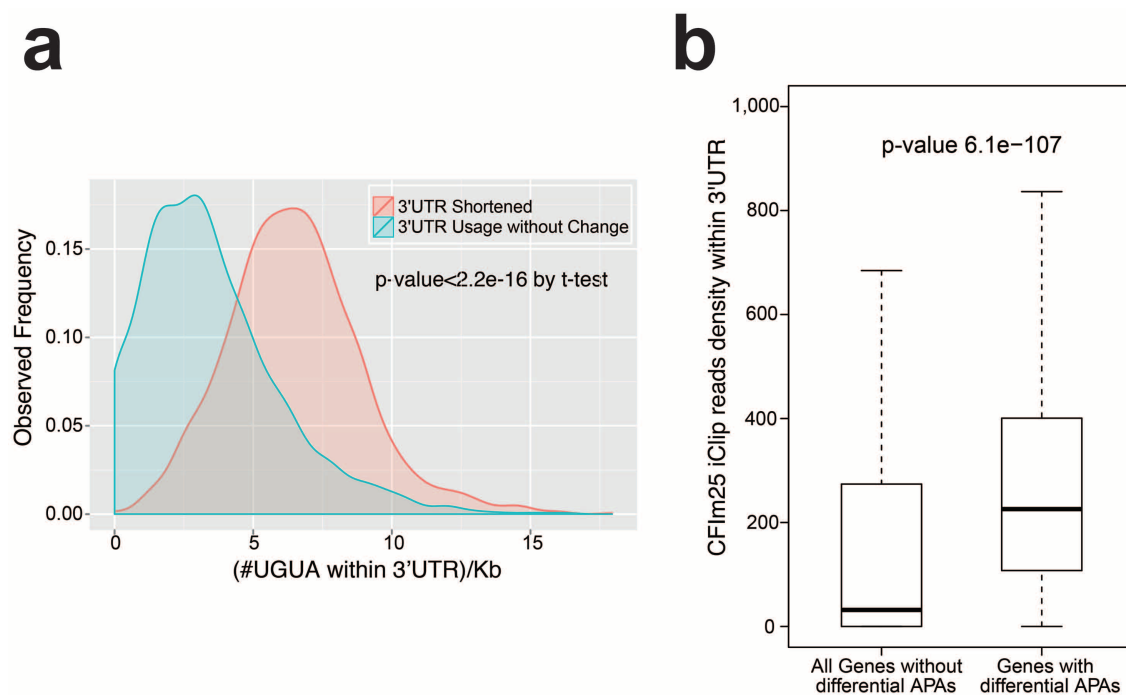 a
3'UTR Shortened
3'UTR Usage without Change
p-value<2.2e-16 by t-test
Observed Frequency
0.15
0.10
0.05
0.00
0 5 10 15
(#UGUA within 3'UTR)/Kb
b
p-value 6.1e−107
CFIm25 iClip reads density within 3'UTR
1,000
800
600
400
200
0
All Genes without
differential APAs
Genes with
differential APAs